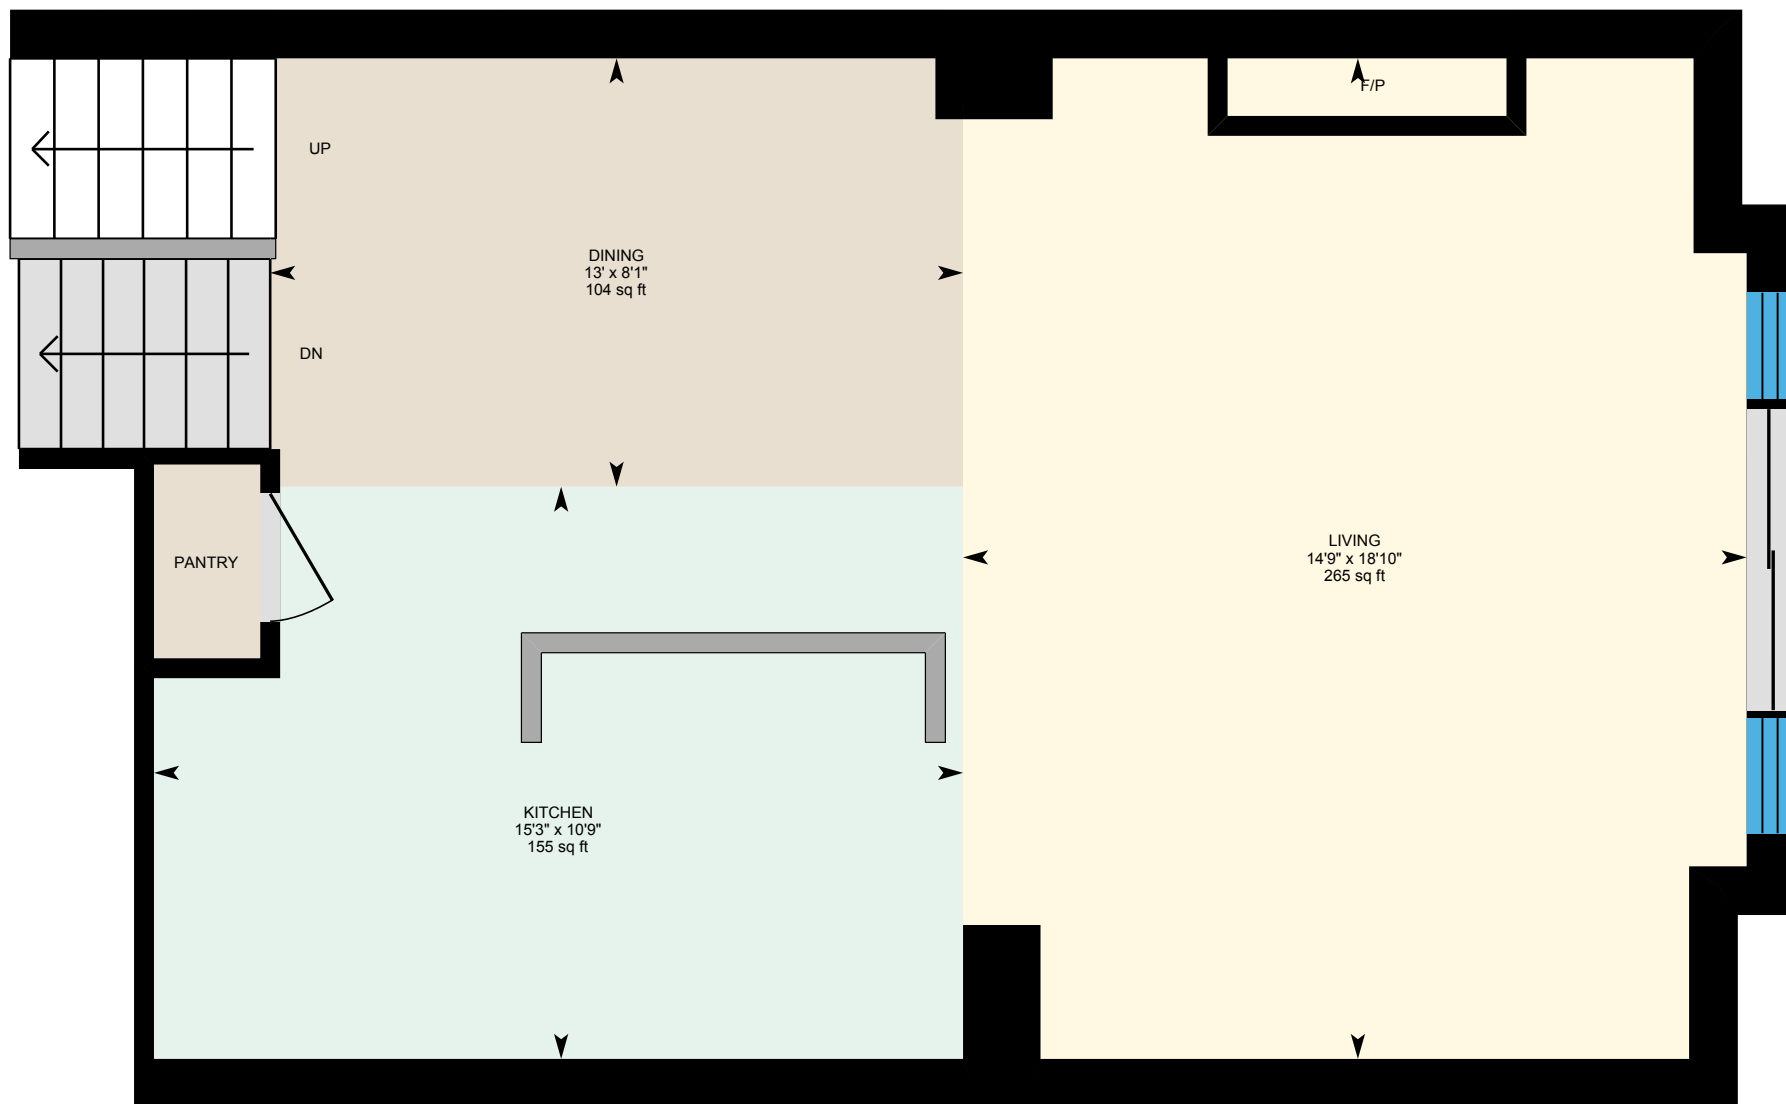 F/P
UP
DINING
13' x 8'1"
104 sq ft
DN
LIVING
14'9" x 18'10"
265 sq ft
PANTRY
KITCHEN
15'3" x 10'9"
155 sq ft